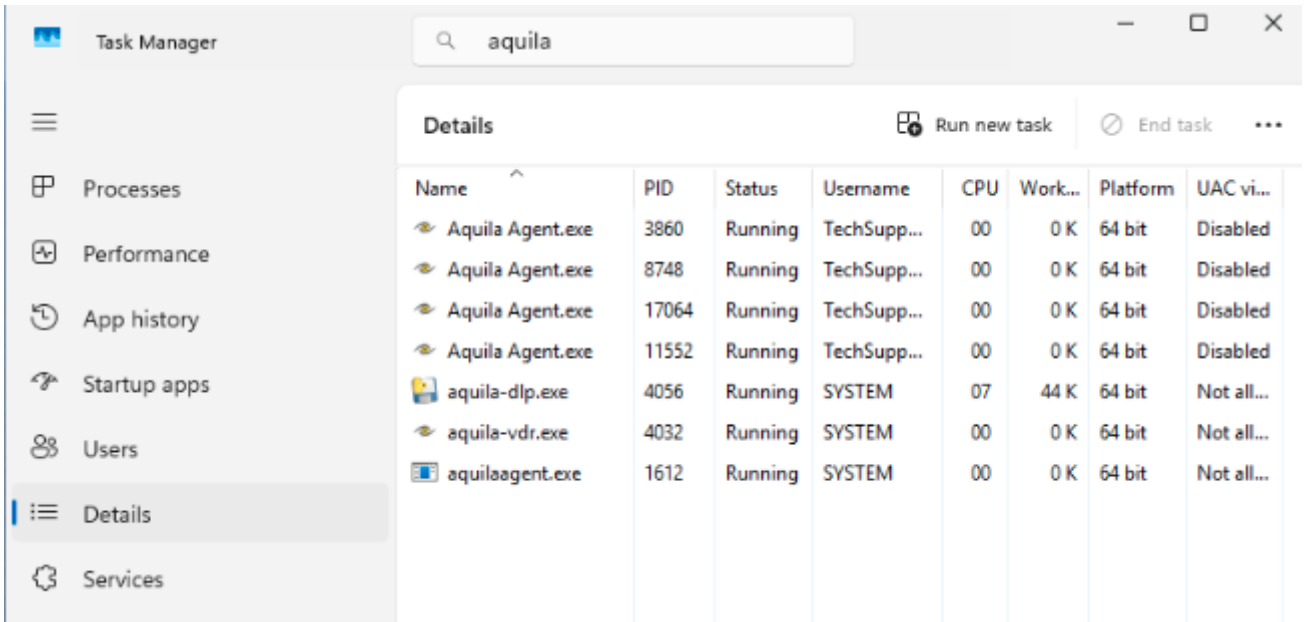 Task Manager
aquila
Details
Run new task
End task
Processes
Performance
App history
Startup apps
Users
Details
Services
Name PID Status Username CPU Work... Platform UAC vi...
Aquila Agent.exe 3860 Running TechSupp... 00 0 K 64 bit Disabled
Aquila Agent.exe 8748 Running TechSupp... 00 0 K 64 bit Disabled
Aquila Agent.exe 17064 Running TechSupp... 00 0 K 64 bit Disabled
Aquila Agent.exe 11552 Running TechSupp... 00 0 K 64 bit Disabled
aquila-dlp.exe 4056 Running SYSTEM 07 44 K 64 bit Not all...
aquila-vdr.exe 4032 Running SYSTEM 00 0 K 64 bit Not all...
aquilaagent.exe 1612 Running SYSTEM 00 0 K 64 bit Not all...